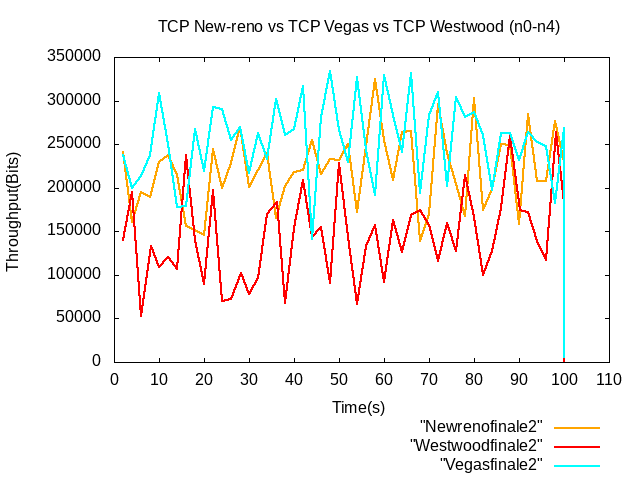 TCP New-reno vs TCP Vegas vs TCP Westwood (n0-n4)
350000
300000
250000
200000
150000
100000
50000
0
Throughput(Bits)
0 10 20 30 40 50 60 70 80 90 100 110
Time(s)
"Newrenofinale2"
"Westwoodfinale2"
"Vegasfinale2"